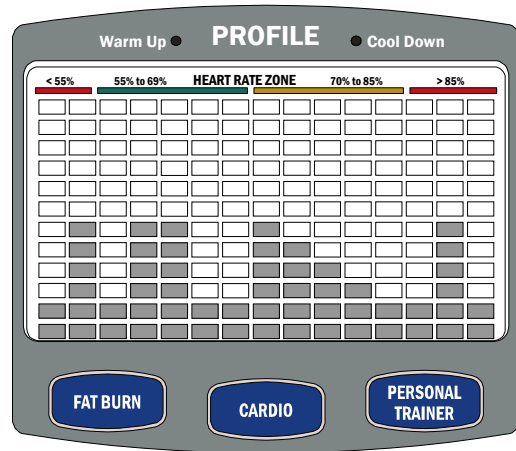 Warm Up PROFILE Cool Down
< 55% 55% to 69% HEART RATE ZONE 70% to 85% > 85%
FAT BURN
CARDIO
PERSONAL
TRAINER